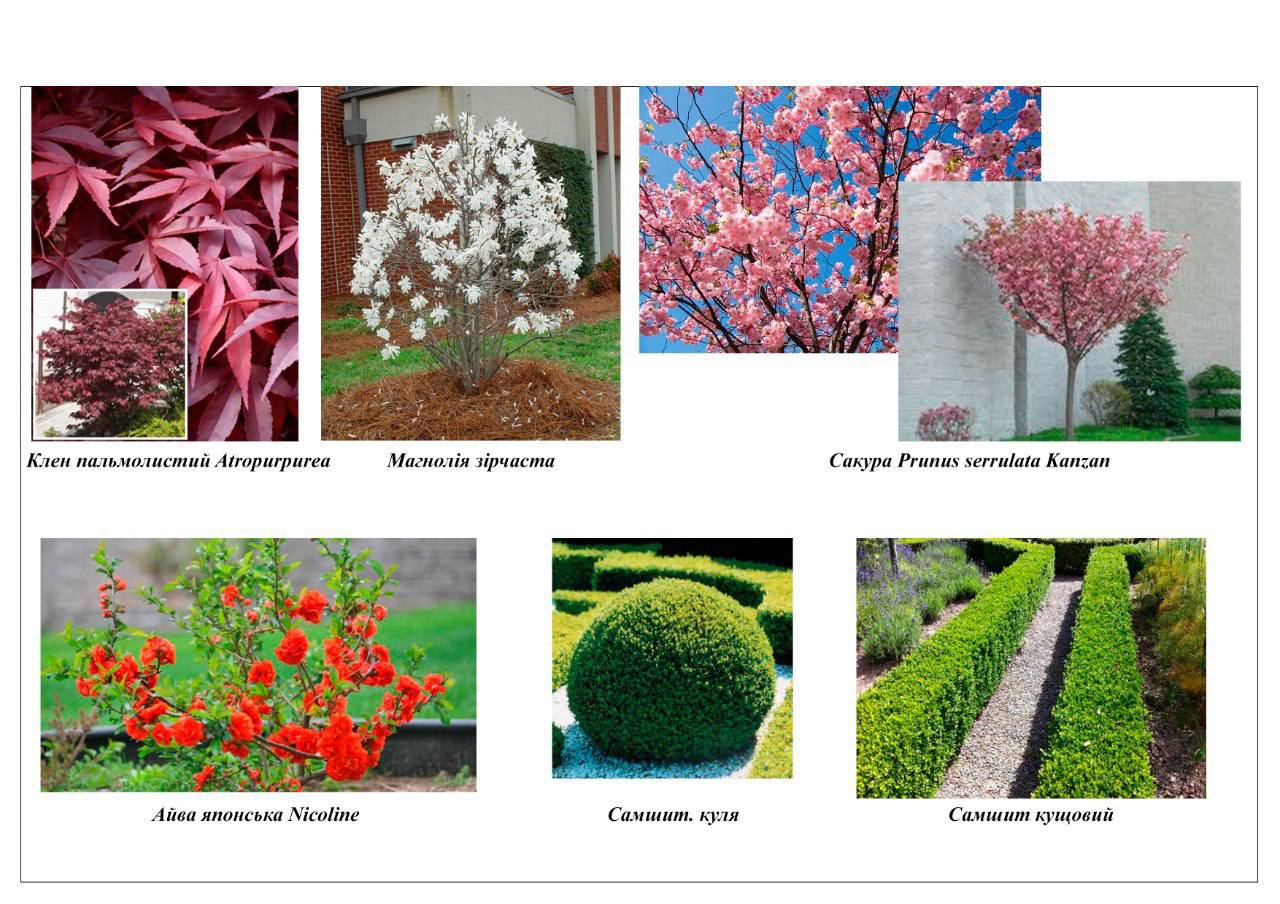 Клен пальмолистий Atropurpurea
Магнолія зірчаста
Сакура Prunus serrulata Kanzan
Айва японська Nicoline
Самшит. куля
Самшит кущовий